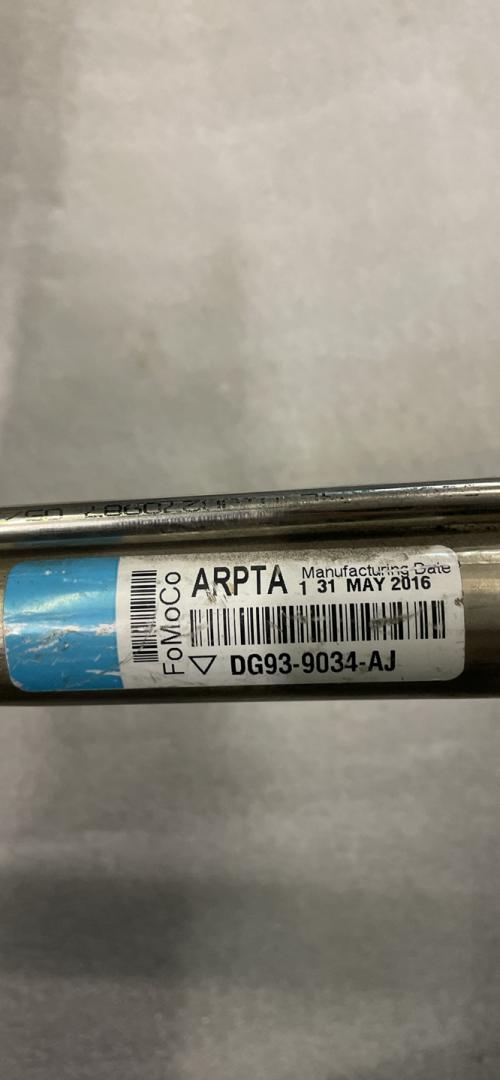 FoMoCo
ARPTA
Manufacturing Date
1 31 MAY 2016
DG93-9034-AJ